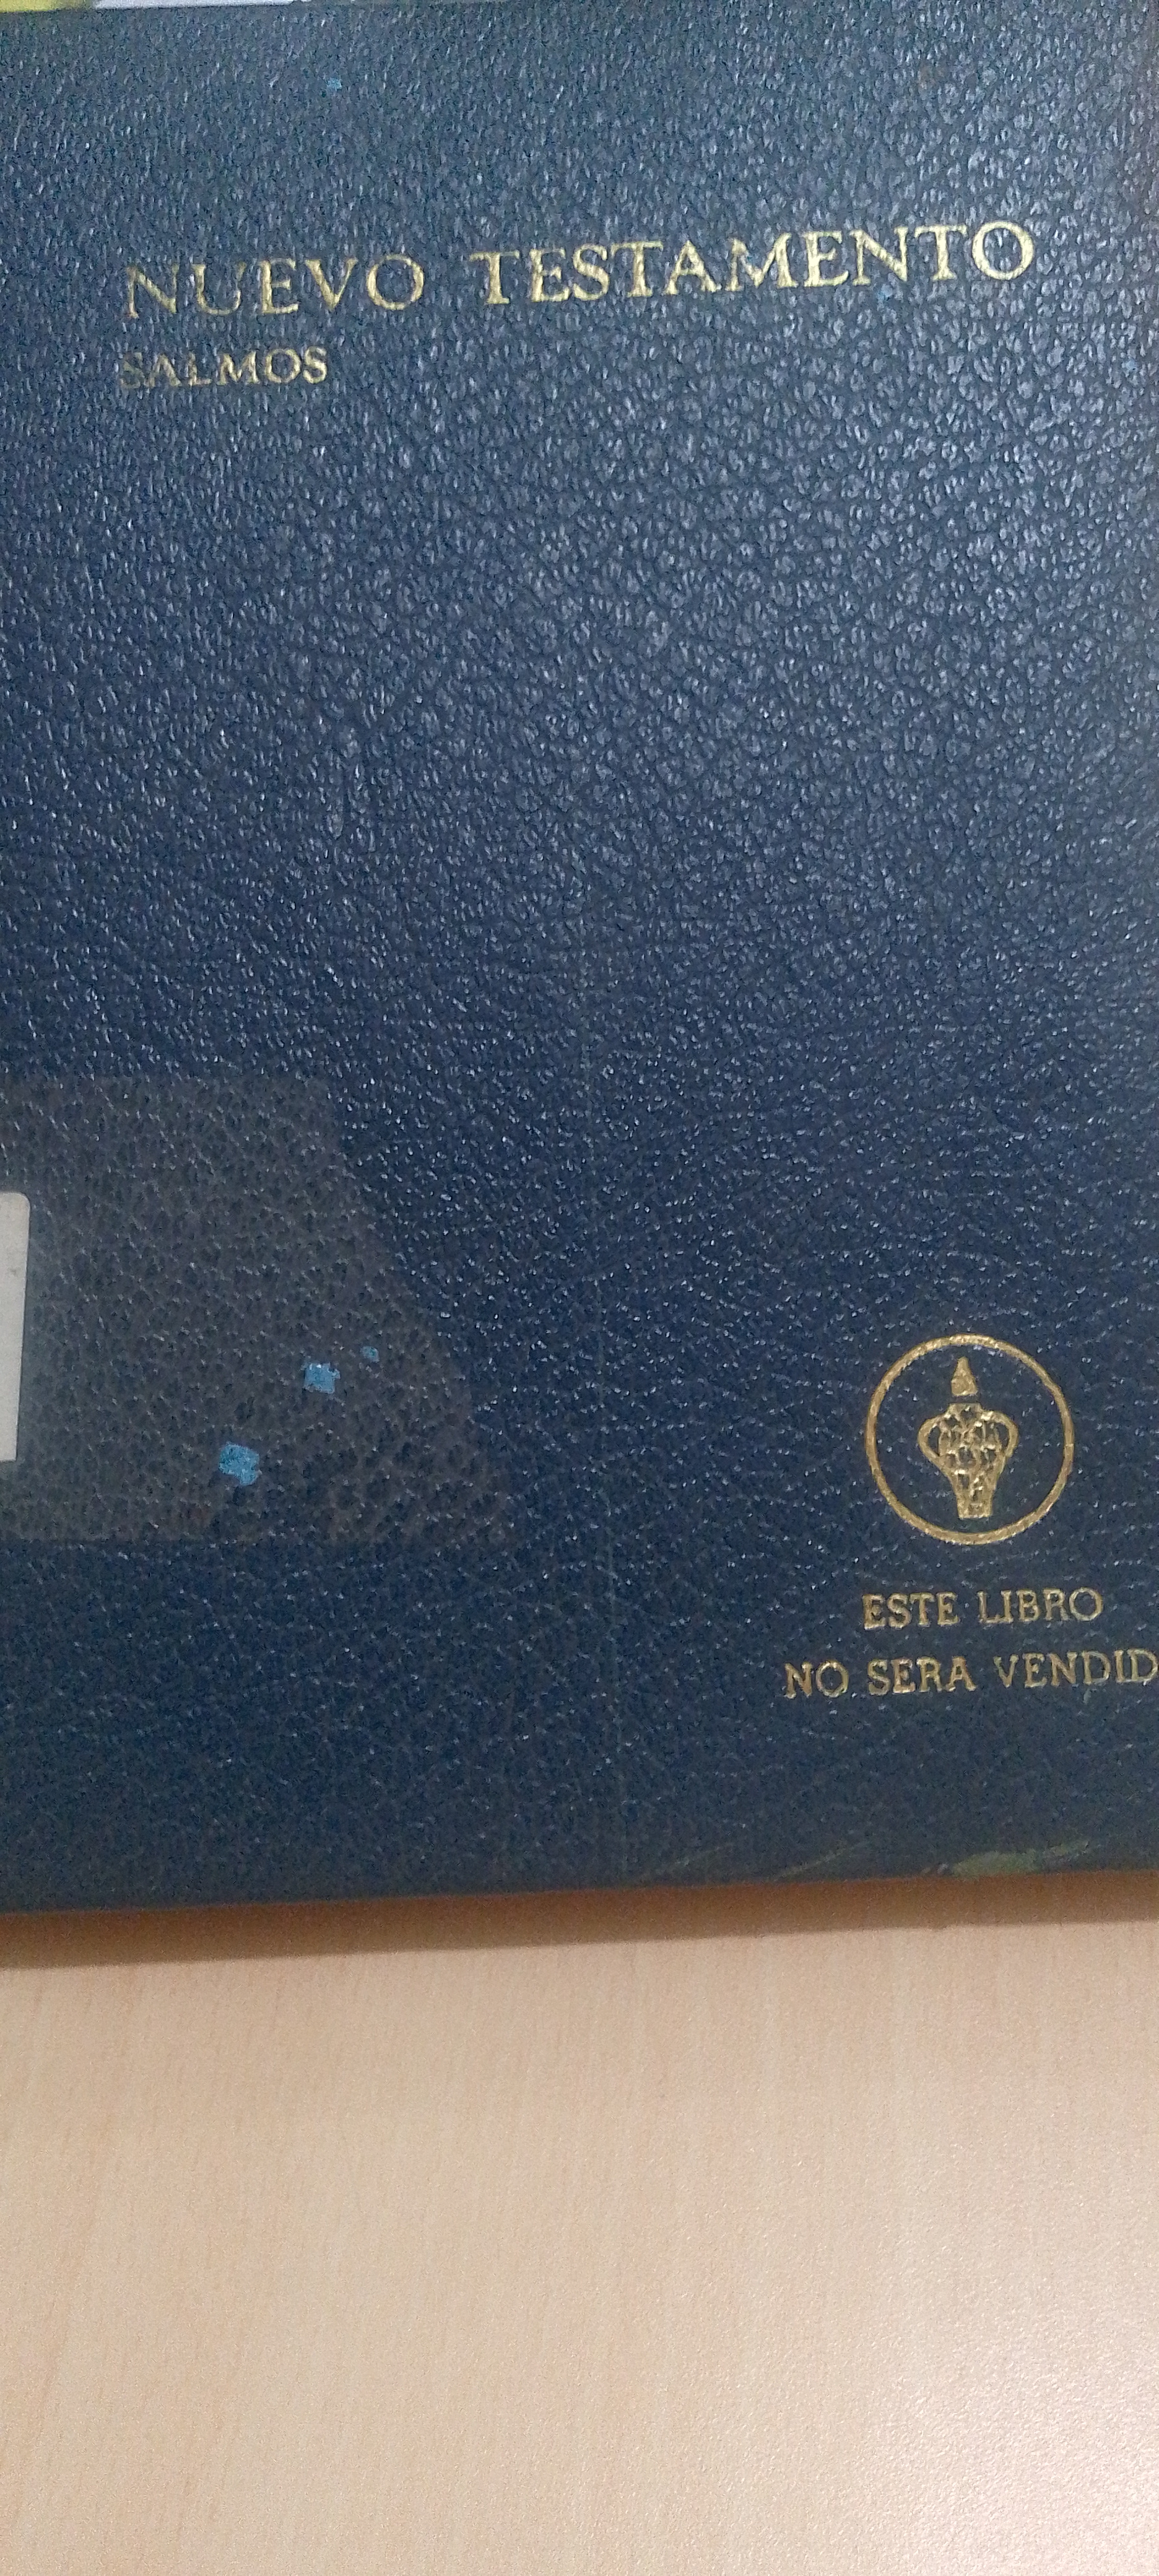 NUEVO TESTAMENTO
SALMOS
ESTE LIBRO
NO SERA VENDID